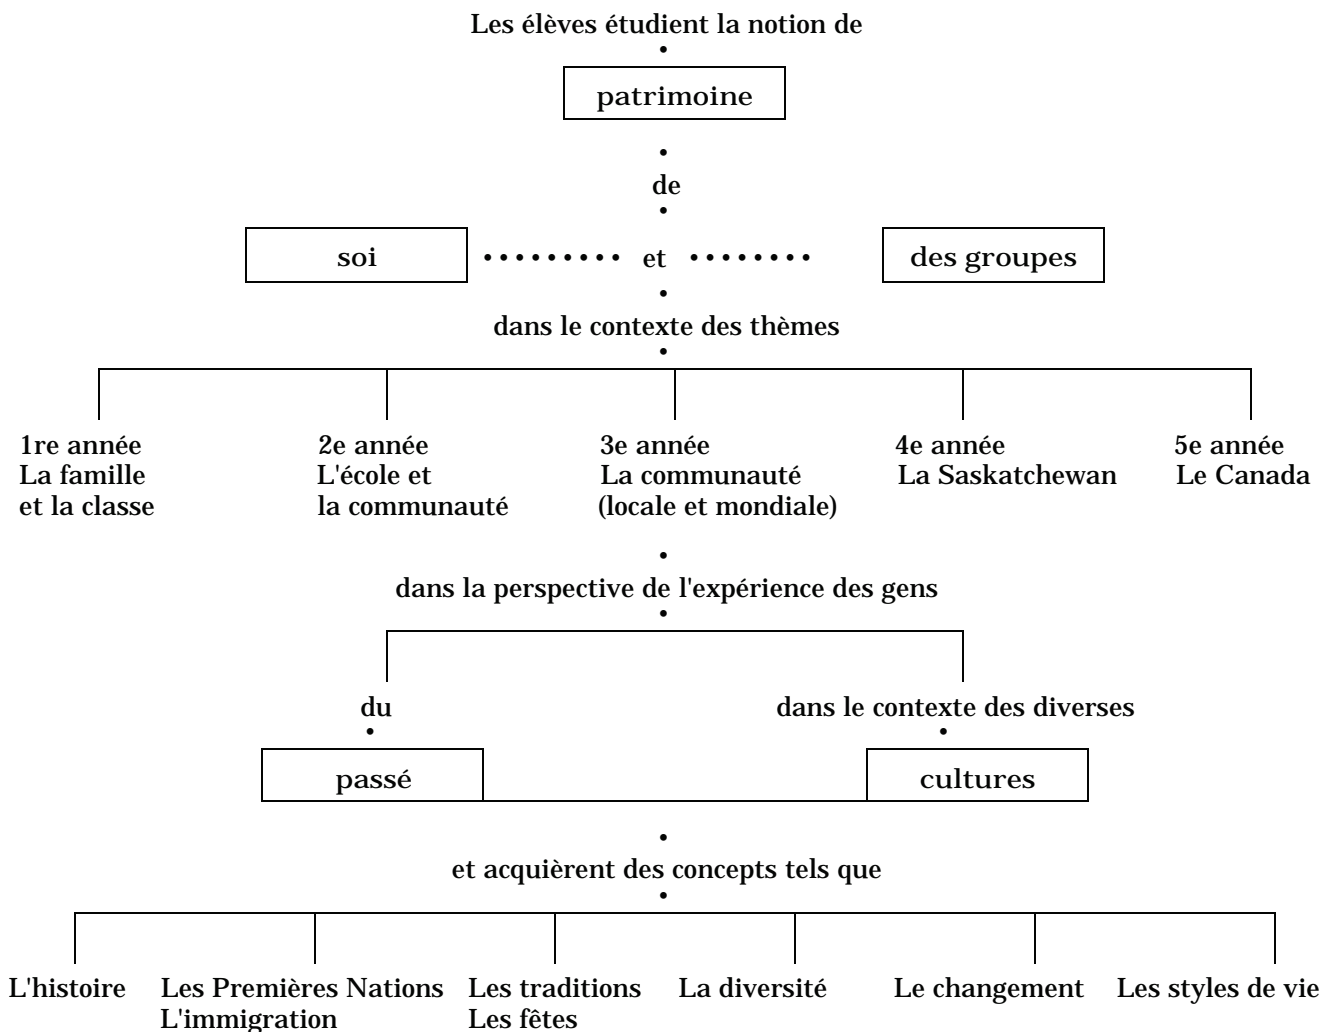 Les élèves étudient la notion de
patrimoine
de
soi et des groupes
dans le contexte des thèmes
1re année
La famille
et la classe
2e année
L'école et
la communauté
3e année
La communauté
(locale et mondiale)
4e année
La Saskatchewan
5e année
Le Canada
dans la perspective de l'expérience des gens
du
passé
dans le contexte des diverses
cultures
et acquièrent des concepts tels que
L'histoire
Les Premières Nations
L'immigration
Les traditions
Les fêtes
La diversité
Le changement
Les styles de vie